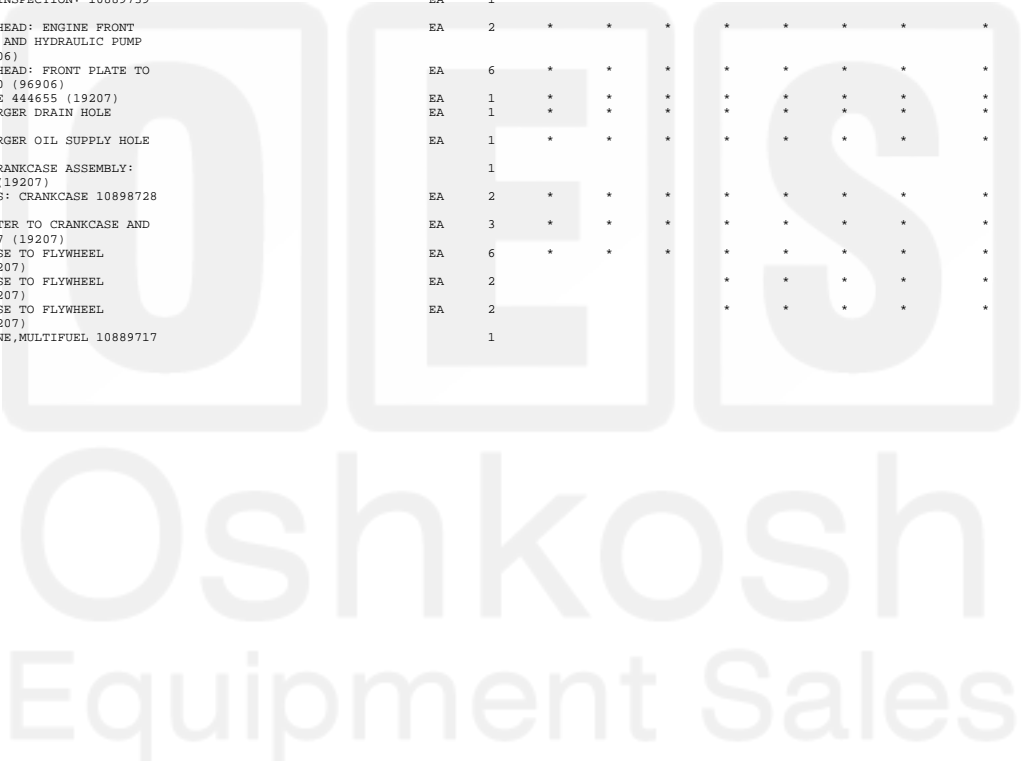 INSPECTION: 10889739 EA 1
HEAD: ENGINE FRONT EA 2 * * * * * * * *
AND HYDRAULIC PUMP
06)
HEAD: FRONT PLATE TO EA 6 * * * * * * * *
0 (96906)
E 444655 (19207) EA 1 * * * * * * * *
RGER DRAIN HOLE EA 1 * * * * * * * *
RGER OIL SUPPLY HOLE EA 1 * * * * * * * *
RANKCASE ASSEMBLY: 1
(19207)
S: CRANKCASE 10898728 EA 2 * * * * * * * *
TER TO CRANKCASE AND EA 3 * * * * * * * *
7 (19207)
SE TO FLYWHEEL EA 6 * * * * * * * *
207)
SE TO FLYWHEEL EA 2 * * * * *
207)
SE TO FLYWHEEL EA 2 * * * * *
207)
NE,MULTIFUEL 10889717 1
OES
Oshkosh
Equipment Sales